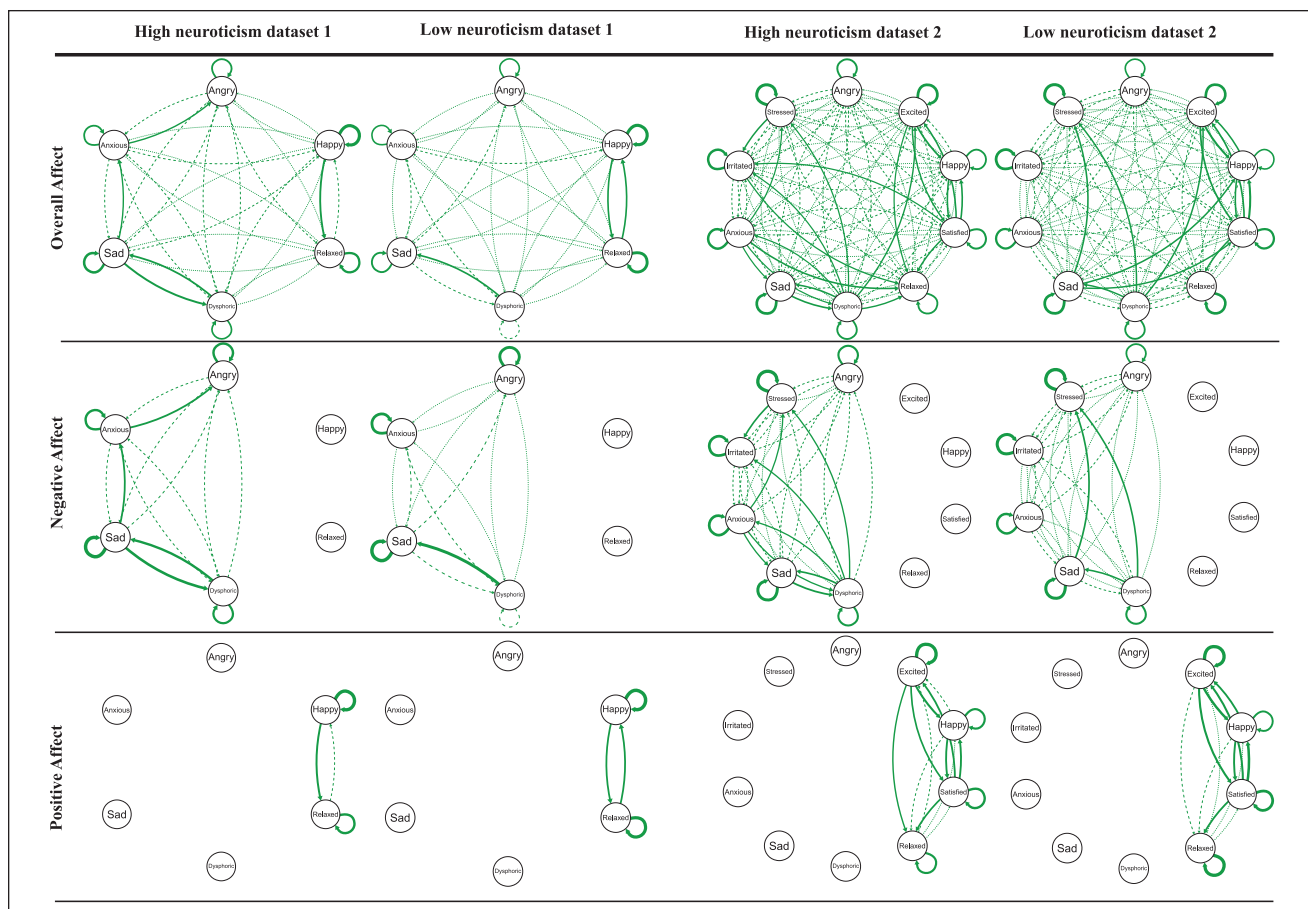 High neuroticism dataset 1
Low neuroticism dataset 1
High neuroticism dataset 2
Low neuroticism dataset 2
Overall Affect
Angry
Anxious
Happy
Sad
Relaxed
Dysphoric
Angry
Anxious
Happy
Sad
Relaxed
Dysphoric
Angry
Stressed
Excited
Irritated
Happy
Anxious
Satisfied
Sad
Relaxed
Dysphoric
Angry
Stressed
Excited
Irritated
Happy
Anxious
Satisfied
Sad
Relaxed
Dysphoric
Negative Affect
Angry
Anxious
Happy
Sad
Relaxed
Dysphoric
Angry
Anxious
Happy
Sad
Relaxed
Dysphoric
Angry
Stressed
Excited
Irritated
Happy
Anxious
Satisfied
Sad
Relaxed
Dysphoric
Angry
Stressed
Excited
Irritated
Happy
Anxious
Satisfied
Sad
Relaxed
Dysphoric
Positive Affect
Angry
Anxious
Happy
Sad
Relaxed
Dysphoric
Angry
Anxious
Happy
Sad
Relaxed
Dysphoric
Angry
Stressed
Excited
Irritated
Happy
Anxious
Satisfied
Sad
Relaxed
Dysphoric
Angry
Stressed
Excited
Irritated
Happy
Anxious
Satisfied
Sad
Relaxed
Dysphoric